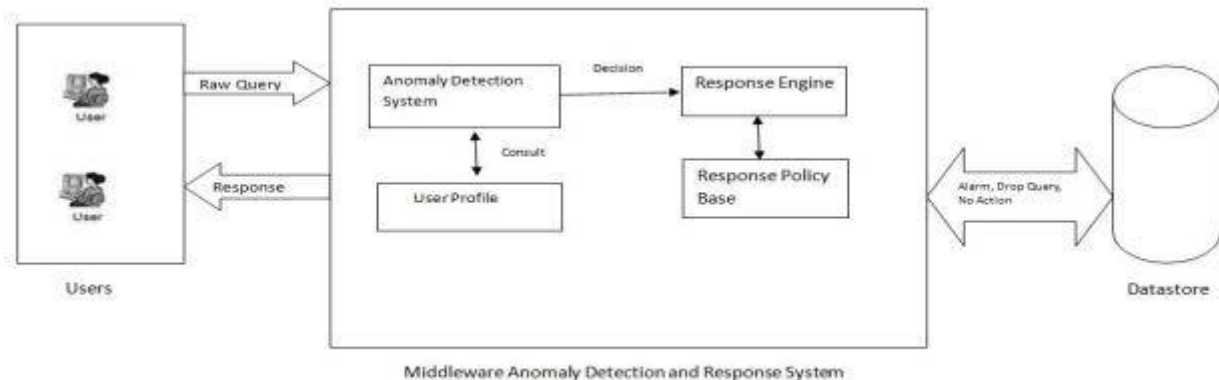 User
User
Users
Raw Query
Response
Anomaly Detection
System
Decision
Response Engine
Consult
User Profile
Response Policy
Base
Alarm, Drop Query,
No Action
Datastore
Middleware Anomaly Detection and Response System